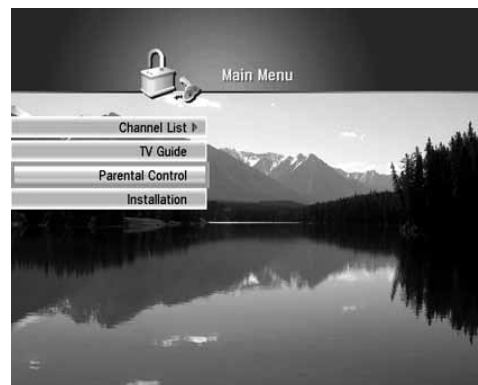 Main Menu
Channel List
TV Guide
Parental Control
Installation